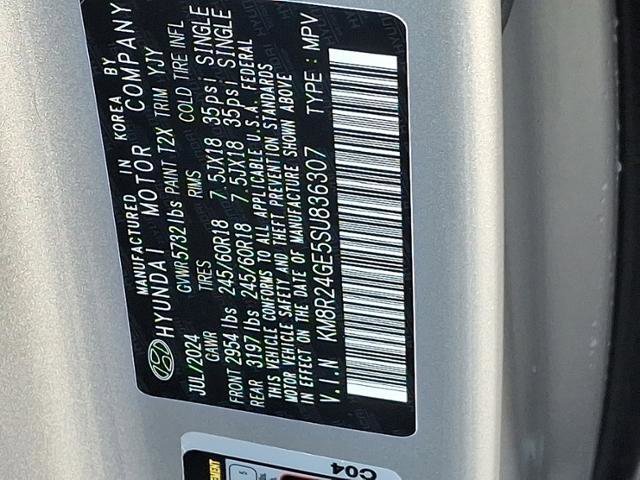 MANUFACTURED IN KOREA BY
HYUNDAI MOTOR COMPANY
GVWR 5732 lbs PAINT T2X TRIM YJY
JUL/2024 GAWR TIRES RIMS COLD TIRE INFL
FRONT 2954 lbs 245/60R18 7.5JX18 35psi SINGLE
REAR 3197 lbs 245/60R18 7.5JX18 35psi SINGLE
THIS VEHICLE CONFORMS TO ALL APPLICABLE U.S.A. FEDERAL
MOTOR VEHICLE SAFETY AND THEFT PREVENTION STANDARDS
IN EFFECT ON THE DATE OF MANUFACTURE SHOWN ABOVE
V.I.N KM8R24GE5SU836307 TYPE : MPV
C04